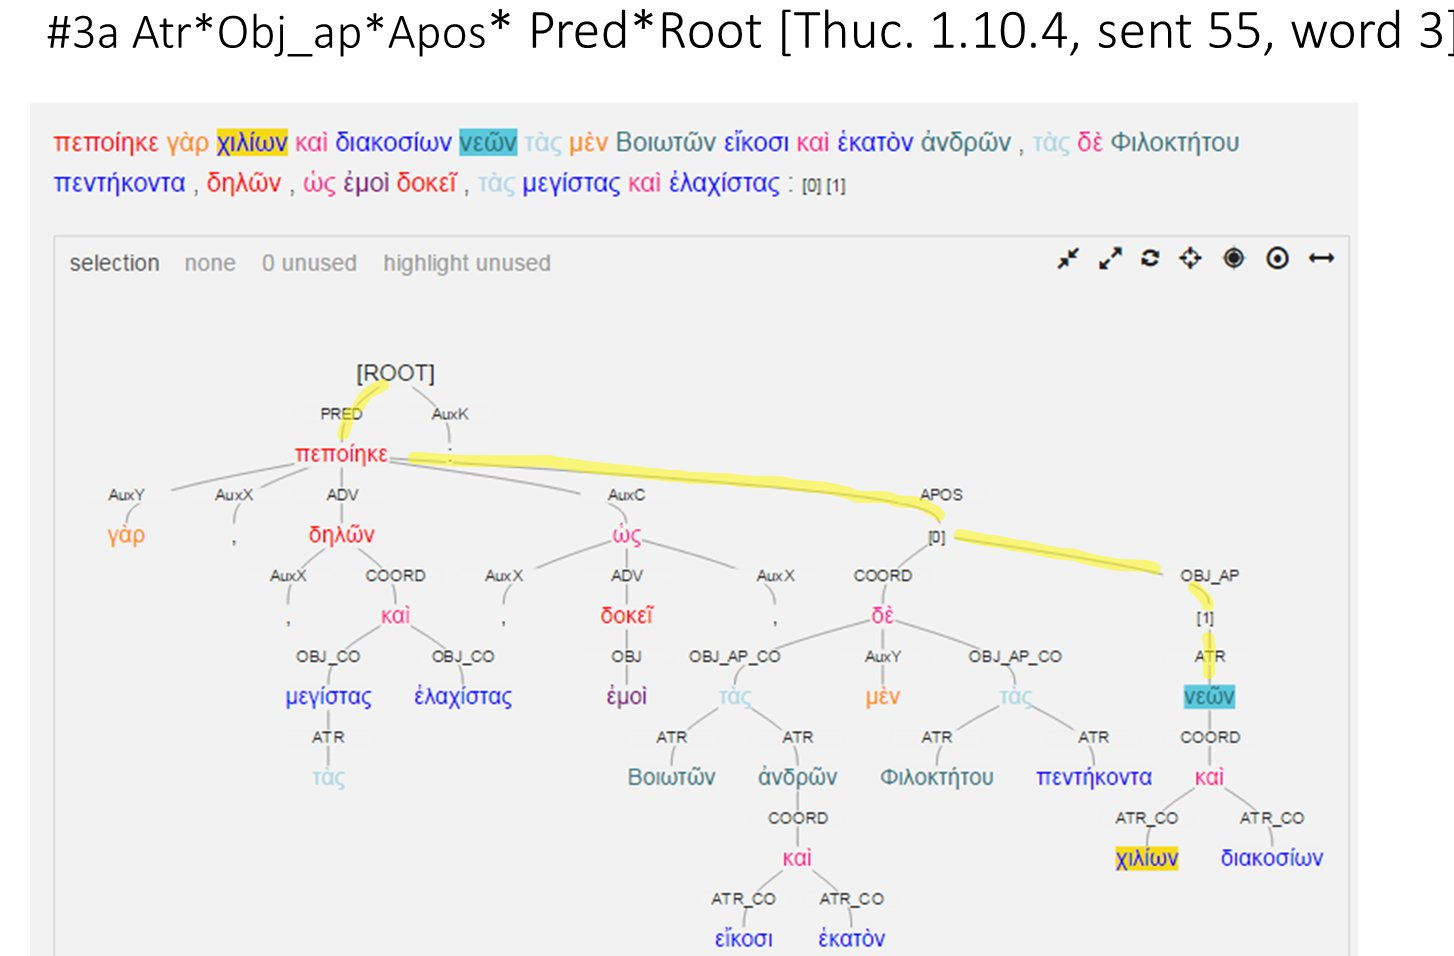 #3a Atr*Obj_ap*Apos* Pred*Root [Thuc. 1.10.4, sent 55, word 3]
πεποίηκε γὰρ χιλίων καὶ διακοσίων νεῶν τὰς μὲν Βοιωτῶν εἴκοσι καὶ ἑκατὸν ἀνδρῶν , τὰς δὲ Φιλοκτήτου
πεντήκοντα , δηλῶν , ὡς ἐμοὶ δοκεῖ , τὰς μεγίστας καὶ ἐλαχίστας : [0] [1]
selection none 0 unused highlight unused
[ROOT]
PRED AuxK
πεποίηκε :
AuxY AuxX ADV AuxC APOS
γὰρ , δηλῶν ὡς [0]
AuxX COORD AuxX ADV AuxX COORD OBJ_AP
, καὶ , δοκεῖ , δὲ [1]
OBJ_CO OBJ_CO OBJ OBJ_AP_CO AuxY OBJ_AP_CO ATR
μεγίστας ἐλαχίστας ἐμοὶ τὰς μὲν τὰς νεῶν
ATR ATR ATR ATR ATR COORD
τὰς Βοιωτῶν ἀνδρῶν Φιλοκτήτου πεντήκοντα καὶ
COORD ATR_CO ATR_CO
καὶ χιλίων διακοσίων
ATR_CO ATR_CO
εἴκοσι ἑκατὸν